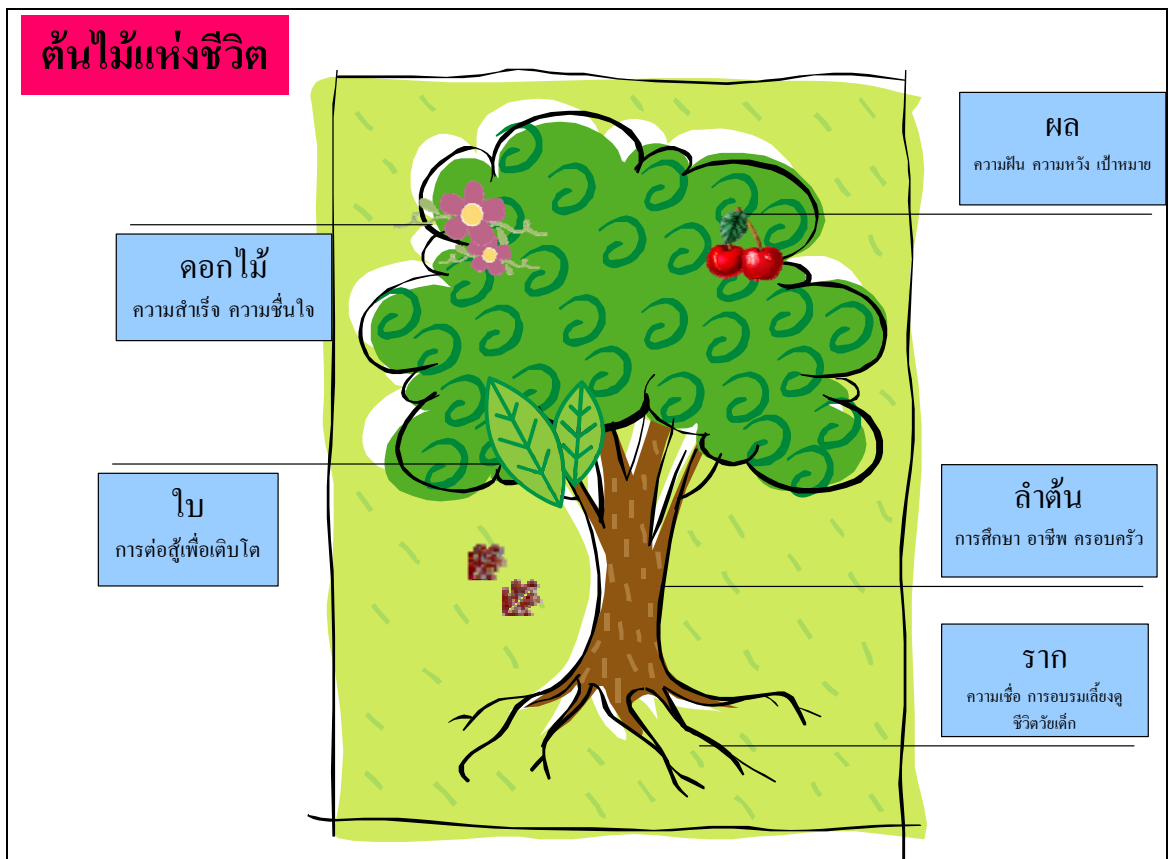 ต้นไม้แห่งชีวิต
ผล
ความฝัน ความหวัง เป้าหมาย
ดอกไม้
ความสำเร็จ ความชื่นใจ
ใบ
การต่อสู้เพื่อเติบโต
ลำต้น
การศึกษา อาชีพ ครอบครัว
ราก
ความเชื่อ การอบรมเลี้ยงดู
ชีวิตวัยเด็ก